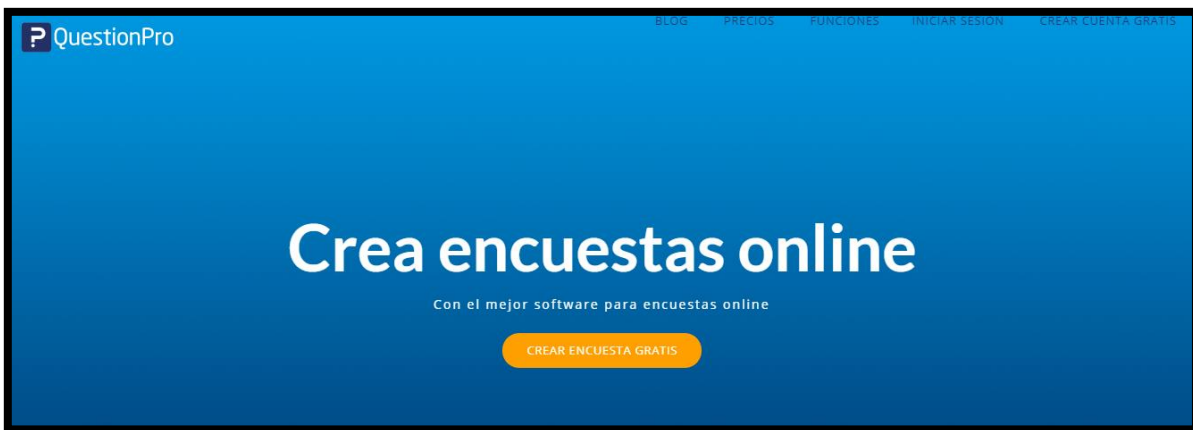 QuestionPro
BLOG PRECIOS FUNCIONES INICIAR SESION CREAR CUENTA GRATIS
Crea encuestas online
Con el mejor software para encuestas online
CREAR ENCUESTA GRATIS